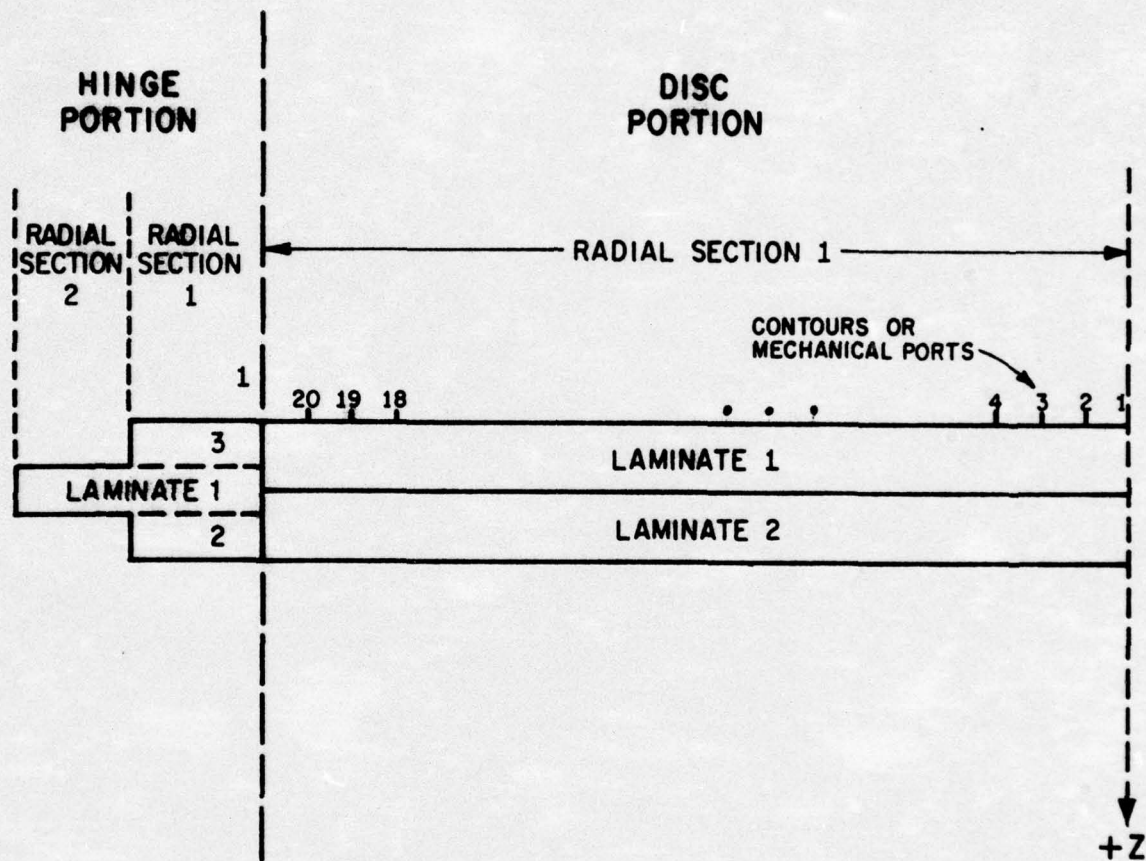 HINGE
PORTION
DISC
PORTION
RADIAL
SECTION
2
RADIAL
SECTION
1
RADIAL SECTION 1
CONTOURS OR
MECHANICAL PORTS
1
20 19 18 4 3 2 1
3
LAMINATE 1
LAMINATE 1
2
LAMINATE 2
+Z